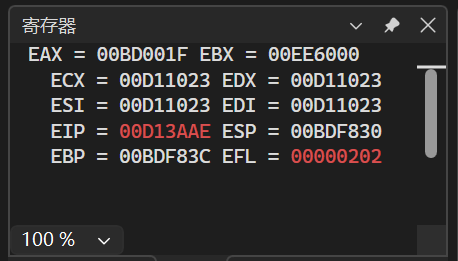 寄存器
EAX = 00BD001F EBX = 00EE6000
ECX = 00D11023 EDX = 00D11023
ESI = 00D11023 EDI = 00D11023
EIP = 00D13AAE ESP = 00BDF830
EBP = 00BDF83C EFL = 00000202
100 %